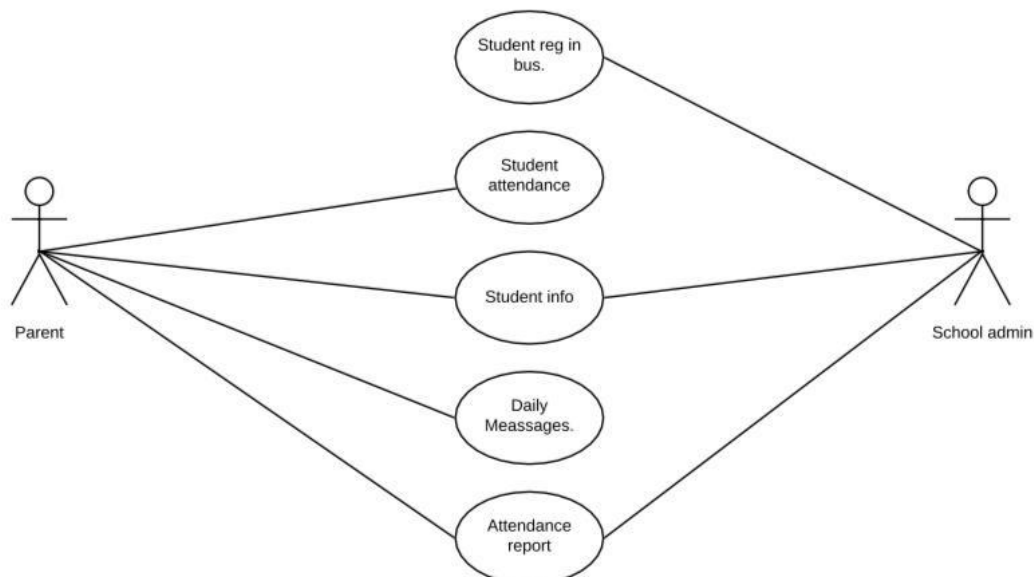 Student reg in
bus.
Student
attendance
Parent
Student info
School admin
Daily
Meassages.
Attendance
report